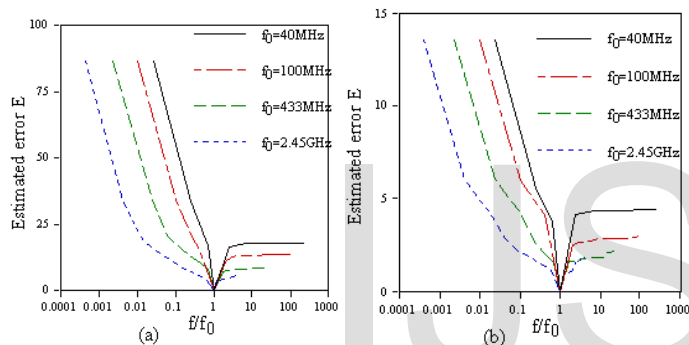 100
75
50
25
0
0.0001 0.001 0.01 0.1 1 10 100 1000
Estimated error E
f/f0
(a)
f0=40MHz
f0=100MHz
f0=433MHz
f0=2.45GHz
15
10
5
0
0.0001 0.001 0.01 0.1 1 10 100 1000
Estimated error E
f/f0
(b)
f0=40MHz
f0=100MHz
f0=433MHz
f0=2.45GHz
IJS